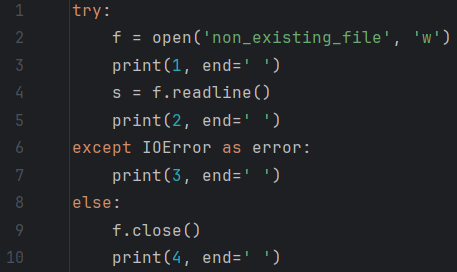 1 try:
2     f = open('non_existing_file', 'w')
3     print(1, end=' ')
4     s = f.readline()
5     print(2, end=' ')
6 except IOError as error:
7     print(3, end=' ')
8 else:
9     f.close()
10     print(4, end=' ')